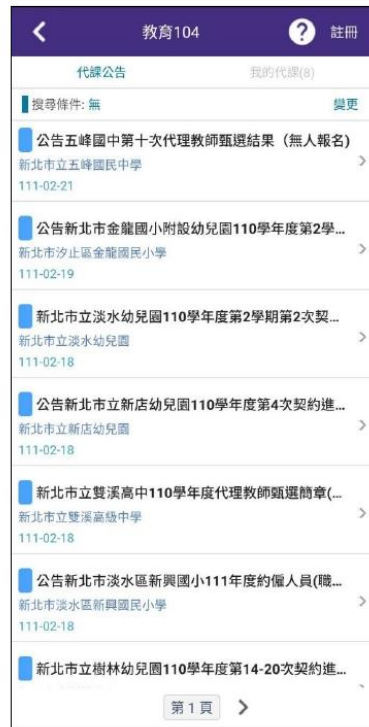 教育104
? 註冊
代課公告 我的代課(8)
搜尋條件: 無 變更
公告五峰國中第十次代理教師甄選結果（無人報名)
新北市立五峰國民中學
111-02-21
公告新北市金龍國小附設幼兒園110學年度第2學...
新北市汐止區金龍國民小學
111-02-19
新北市立淡水幼兒園110學年度第2學期第2次契...
新北市立淡水幼兒園
111-02-18
公告新北市立新店幼兒園110學年度第4次契約進...
新北市立新店幼兒園
111-02-18
新北市立雙溪高中110學年度代理教師甄選簡章(...
新北市立雙溪高級中學
111-02-18
公告新北市淡水區新興國小111年度約僱人員(職...
新北市淡水區新興國民小學
111-02-18
新北市立樹林幼兒園110學年度第14-20次契約進...
第 1 頁